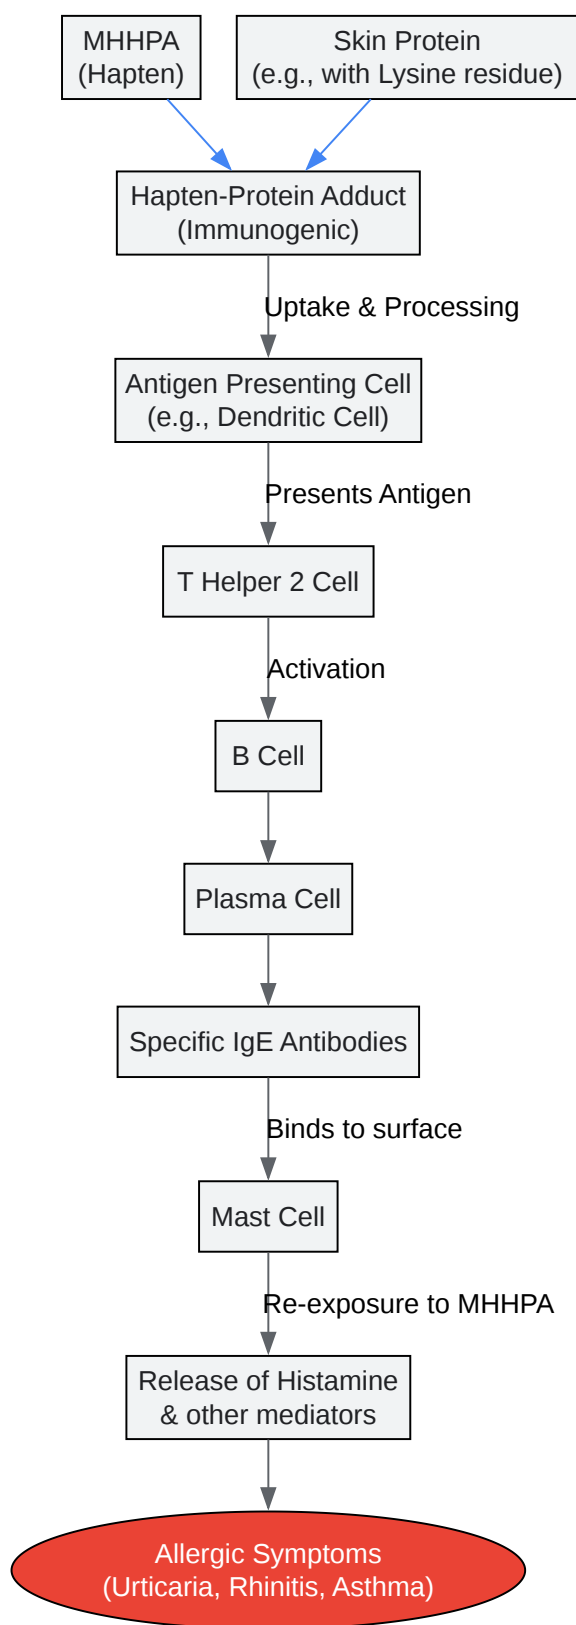 MHHPA
(Hapten)
Skin Protein
(e.g., with Lysine residue)
Hapten-Protein Adduct
(Immunogenic)
Uptake & Processing
Antigen Presenting Cell
(e.g., Dendritic Cell)
Presents Antigen
T Helper 2 Cell
Activation
B Cell
Plasma Cell
Specific IgE Antibodies
Binds to surface
Mast Cell
Re-exposure to MHHPA
Release of Histamine
& other mediators
Allergic Symptoms
(Urticaria, Rhinitis, Asthma)